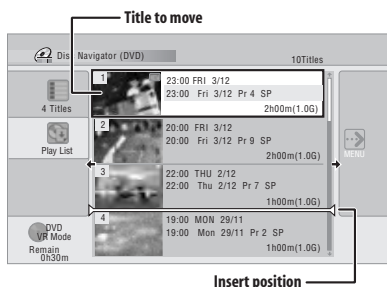 Title to move
Disc Navigator (DVD)
10Titles
4 Titles
Play List
DVD
VR Mode
Remain
0h30m
1
23:00 FRI 3/12
23:00 Fri 3/12 Pr 4 SP
2h00m(1.0G)
2
20:00 FRI 3/12
20:00 Fri 3/12 Pr 9 SP
2h00m(1.0G)
3
22:00 THU 2/12
22:00 Thu 2/12 Pr 7 SP
1h00m(1.0G)
4
19:00 MON 29/11
19:00 Mon 29/11 Pr 2 SP
1h00m(1.0G)
MENU
Insert position